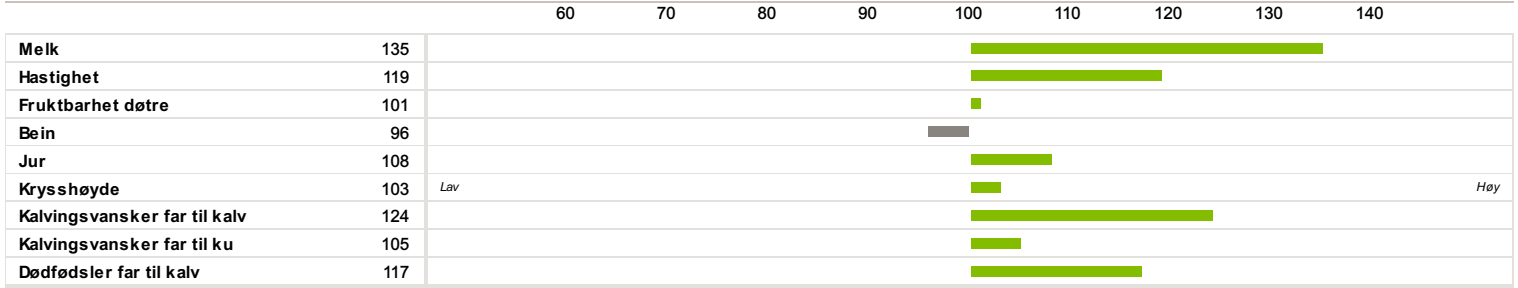 60 70 80 90 100 110 120 130 140
Melk 135
Hastighet 119
Fruktbarhet døtre 101
Bein 96
Jur 108
Krysshøyde 103 Lav Høy
Kalvingsvansker far til kalv 124
Kalvingsvansker far til ku 105
Dødfødsler far til kalv 117